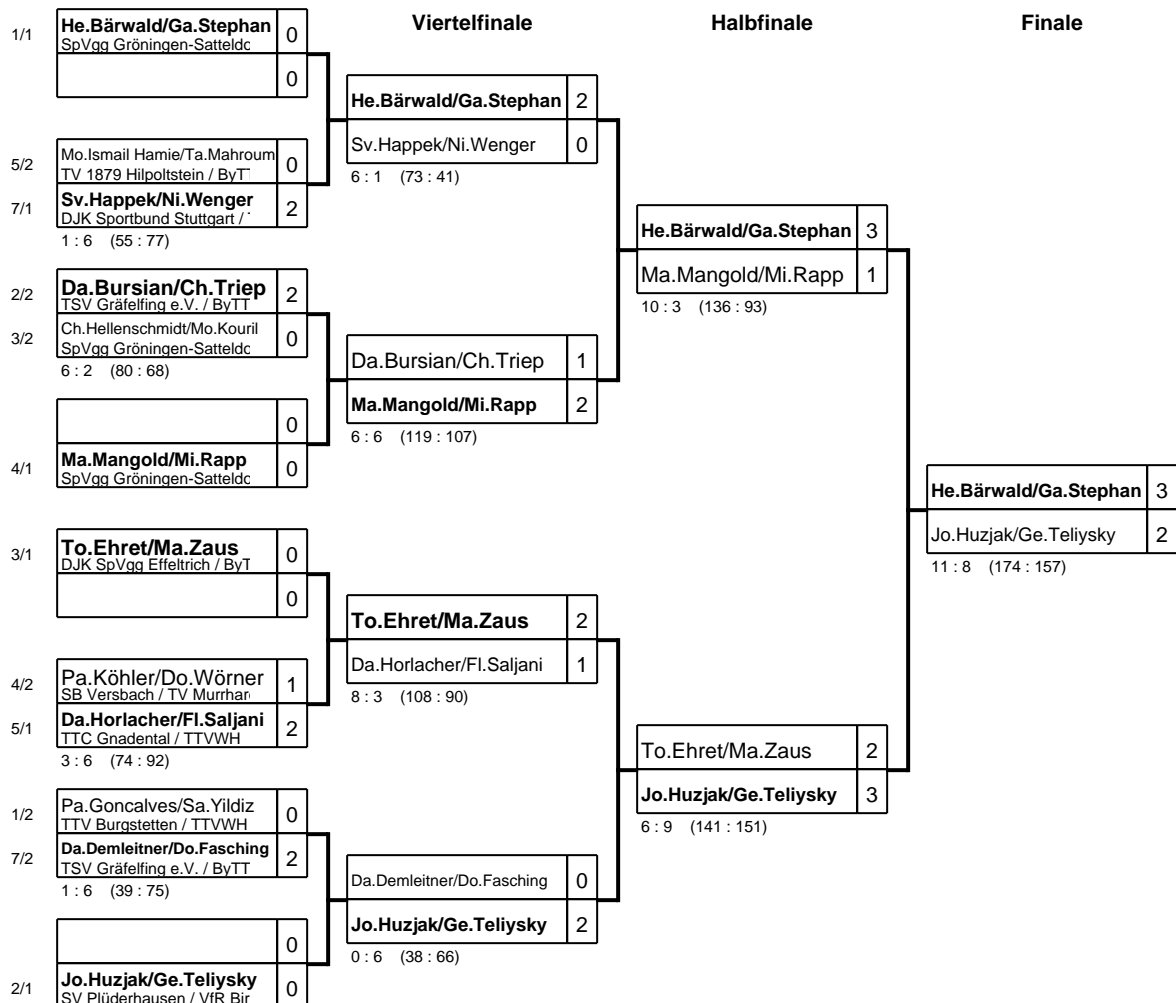 Viertelfinale
Halbfinale
Finale
1/1
He.Bärwald/Ga.Stephan 0
SpVgg Gröningen-Satteldc
0
5/2
Mo.Ismail Hamie/Ta.Mahroum 0
TV 1879 Hilpoltstein / ByT
7/1
Sv.Happek/Ni.Wenger 2
DJK Sportbund Stuttgart /
1 : 6 (55 : 77)
2/2
Da.Bursian/Ch.Triep 2
TSV Gräfelfing e.V. / ByTT
3/2
Ch.Hellenschmidt/Mo.Kouril 0
SpVgg Gröningen-Satteldc
6 : 2 (80 : 68)
0
4/1
Ma.Mangold/Mi.Rapp 0
SpVgg Gröningen-Satteldc
3/1
To.Ehret/Ma.Zaus 0
DJK SpVgg Effeltrich / ByT
0
4/2
Pa.Köhler/Do.Wörner 1
SB Versbach / TV Murrhar
5/1
Da.Horlacher/Fl.Saljani 2
TTC Gnadental / TTVWH
3 : 6 (74 : 92)
1/2
Pa.Goncalves/Sa.Yildiz 0
TTV Burgstetten / TTVWH
7/2
Da.Demleitner/Do.Fasching 2
TSV Gräfelfing e.V. / ByTT
1 : 6 (39 : 75)
0
2/1
Jo.Huzjak/Ge.Teliysky 0
SV Plüderhausen / VfR Bir
He.Bärwald/Ga.Stephan 2
Sv.Happek/Ni.Wenger 0
6 : 1 (73 : 41)
Da.Bursian/Ch.Triep 1
Ma.Mangold/Mi.Rapp 2
6 : 6 (119 : 107)
To.Ehret/Ma.Zaus 2
Da.Horlacher/Fl.Saljani 1
8 : 3 (108 : 90)
Da.Demleitner/Do.Fasching 0
Jo.Huzjak/Ge.Teliysky 2
0 : 6 (38 : 66)
He.Bärwald/Ga.Stephan 3
Ma.Mangold/Mi.Rapp 1
10 : 3 (136 : 93)
To.Ehret/Ma.Zaus 2
Jo.Huzjak/Ge.Teliysky 3
6 : 9 (141 : 151)
He.Bärwald/Ga.Stephan 3
Jo.Huzjak/Ge.Teliysky 2
11 : 8 (174 : 157)